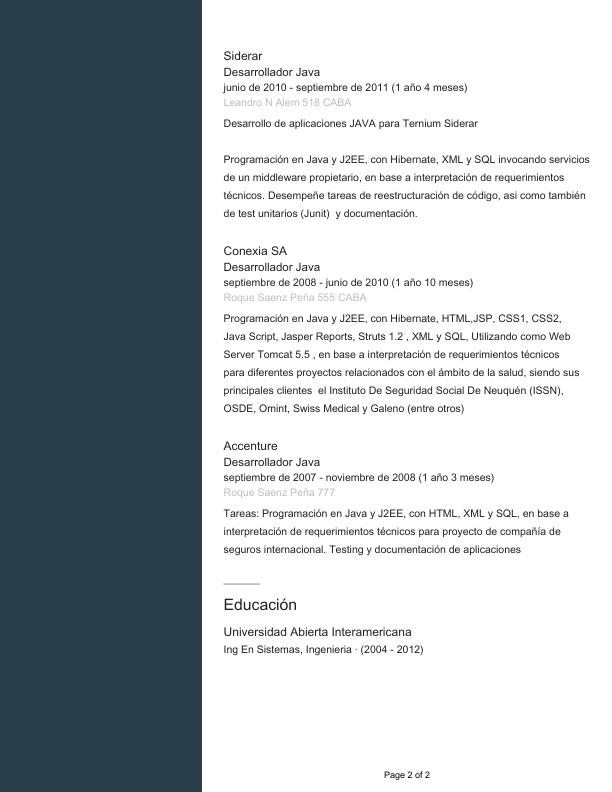 Siderar
Desarrollador Java
junio de 2010 - septiembre de 2011 (1 año 4 meses)
Leandro N Alem 518 CABA
Desarrollo de aplicaciones JAVA para Ternium Siderar
Programación en Java y J2EE, con Hibernate, XML y SQL invocando servicios
de un middleware propietario, en base a interpretación de requerimientos
técnicos. Desempeñe tareas de reestructuración de código, asi como también
de test unitarios (Junit)  y documentación.
Conexia SA
Desarrollador Java
septiembre de 2008 - junio de 2010 (1 año 10 meses)
Roque Saenz Peña 555 CABA
Programación en Java y J2EE, con Hibernate, HTML,JSP, CSS1, CSS2,
Java Script, Jasper Reports, Struts 1.2 , XML y SQL, Utilizando como Web
Server Tomcat 5.5 , en base a interpretación de requerimientos técnicos
para diferentes proyectos relacionados con el ámbito de la salud, siendo sus
principales clientes  el Instituto De Seguridad Social De Neuquén (ISSN),
OSDE, Omint, Swiss Medical y Galeno (entre otros)
Accenture
Desarrollador Java
septiembre de 2007 - noviembre de 2008 (1 año 3 meses)
Roque Saenz Peña 777
Tareas: Programación en Java y J2EE, con HTML, XML y SQL, en base a
interpretación de requerimientos técnicos para proyecto de compañía de
seguros internacional. Testing y documentación de aplicaciones
Educación
Universidad Abierta Interamericana
Ing En Sistemas, Ingenieria · (2004 - 2012)
Page 2 of 2